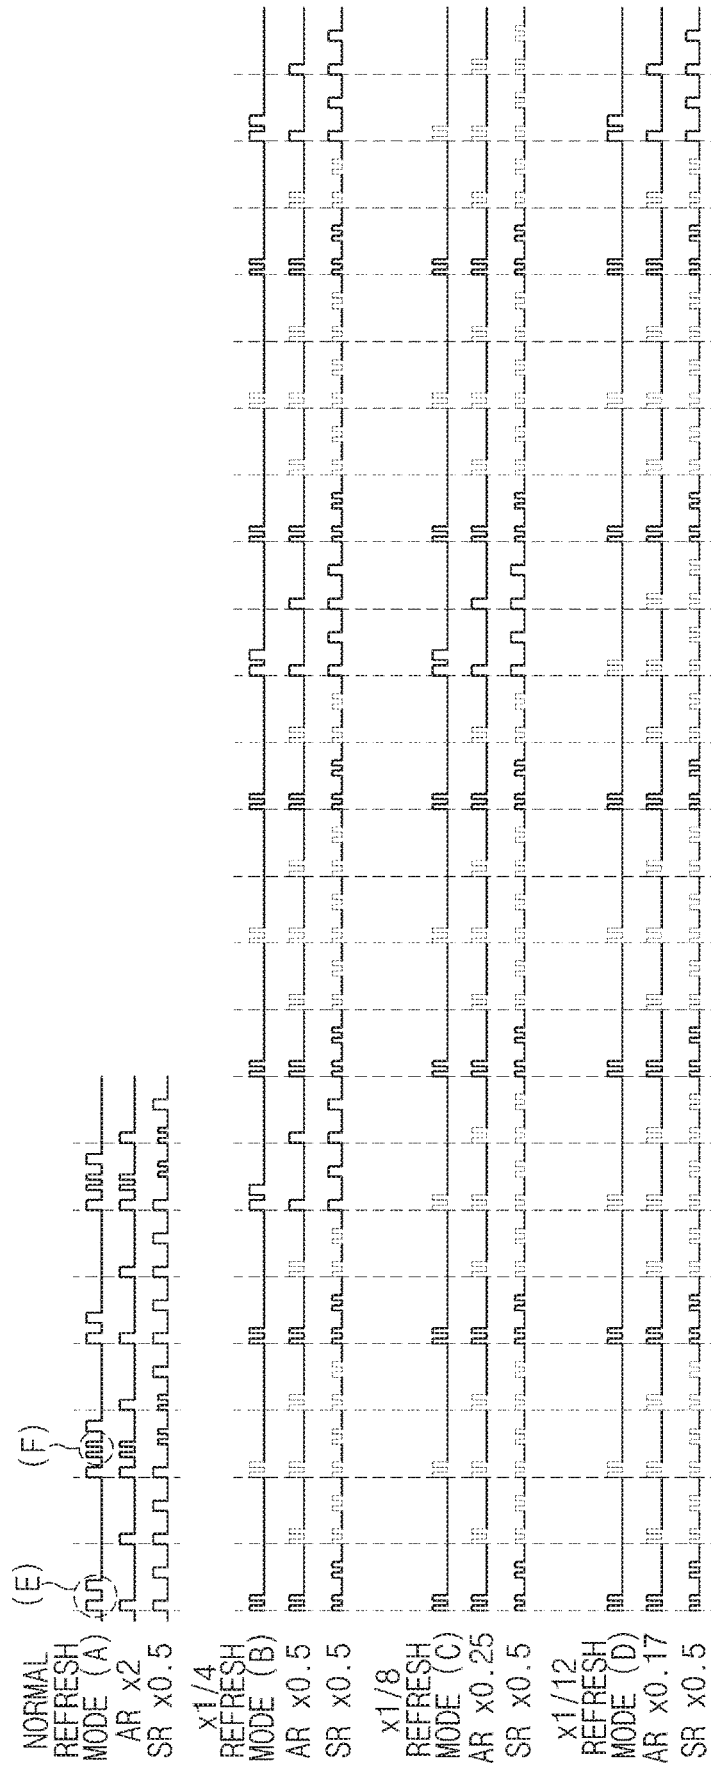 (E)
(F)
NORMAL
REFRESH
MODE (A)
AR x2
SR x0.5
x1/4
REFRESH
MODE (B)
AR x0.5
SR x0.5
x1/8
REFRESH
MODE (C)
AR x0.25
SR x0.5
x1/12
REFRESH
MODE (D)
AR x0.17
SR x0.5